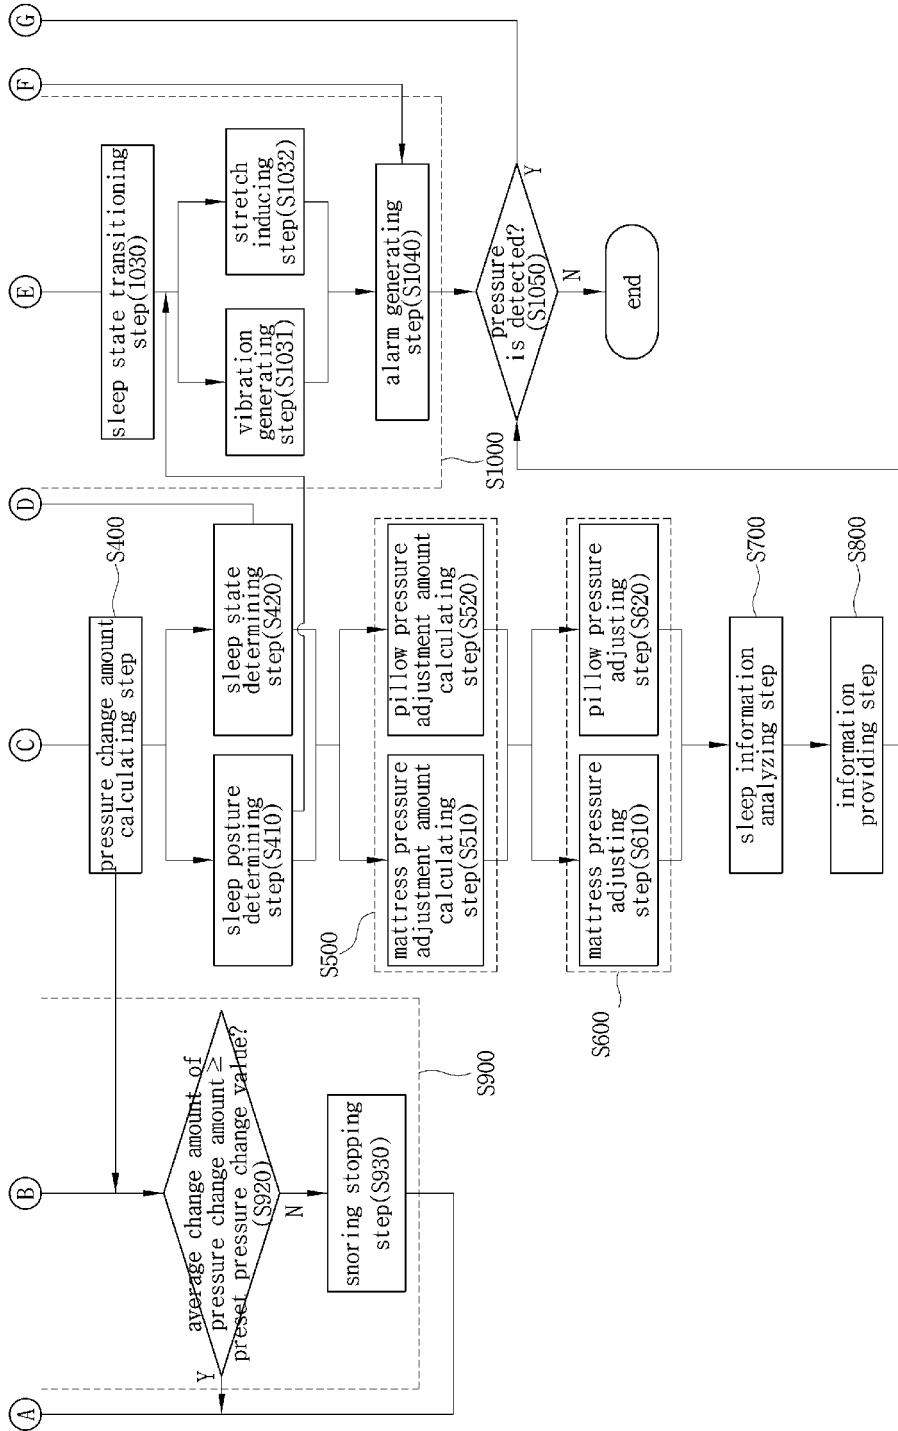 A
B
C
D
E
F
G
average change amount of
pressure change amount≥
preset pressure change value?
(S920)
Y
N
snoring stopping
step(S930)
S900
pressure change amount
calculating step
S400
sleep posture
determining
step(S410)
sleep state
determining
step(S420)
mattress pressure
adjustment amount
calculating
step(S510)
pillow pressure
adjustment amount
calculating
step(S520)
S500
mattress pressure
adjusting
step(S610)
pillow pressure
adjusting
step(S620)
S600
sleep information
analyzing step
S700
information
providing step
S800
sleep state transitioning
step(1030)
vibration
generating
step(S1031)
stretch
inducing
step(S1032)
alarm generating
step(S1040)
S1000
pressure
is detected?
(S1050)
Y
N
end